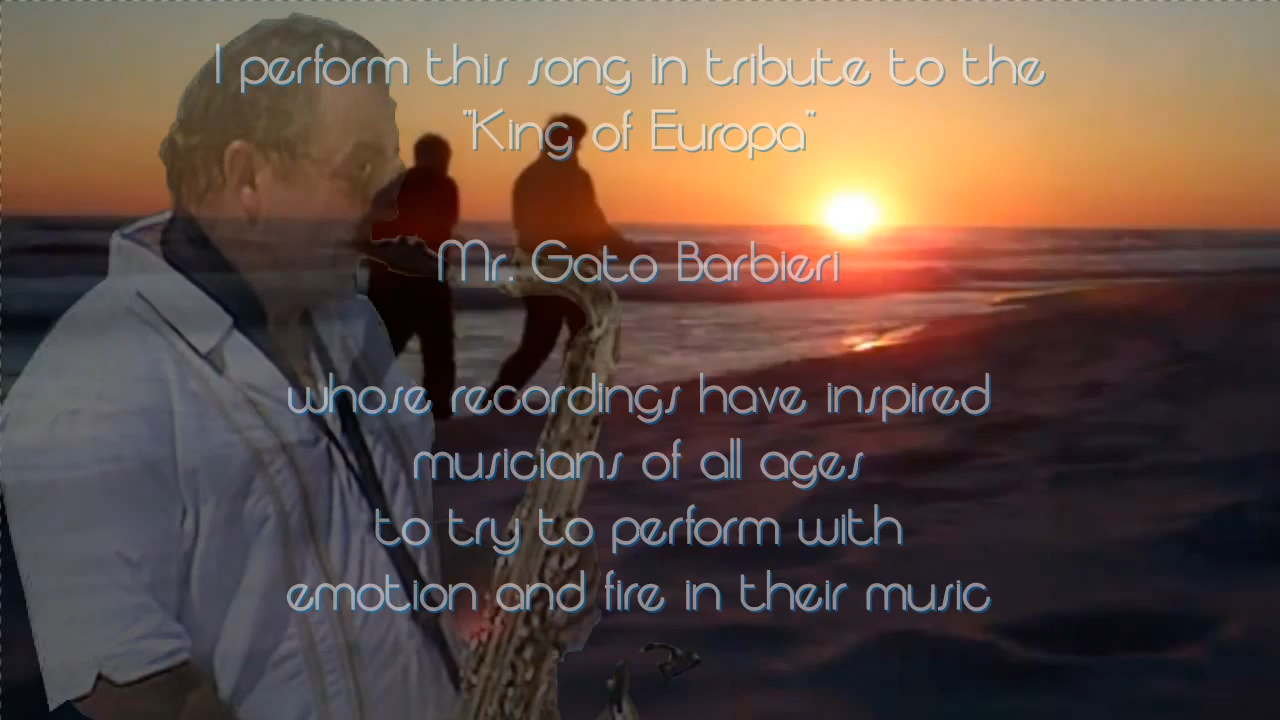 I perform this song in tribute to the
"King of Europa"
Mr. Gato Barbieri
whose recordings have inspired
musicians of all ages
to try to perform with
emotion and fire in their music